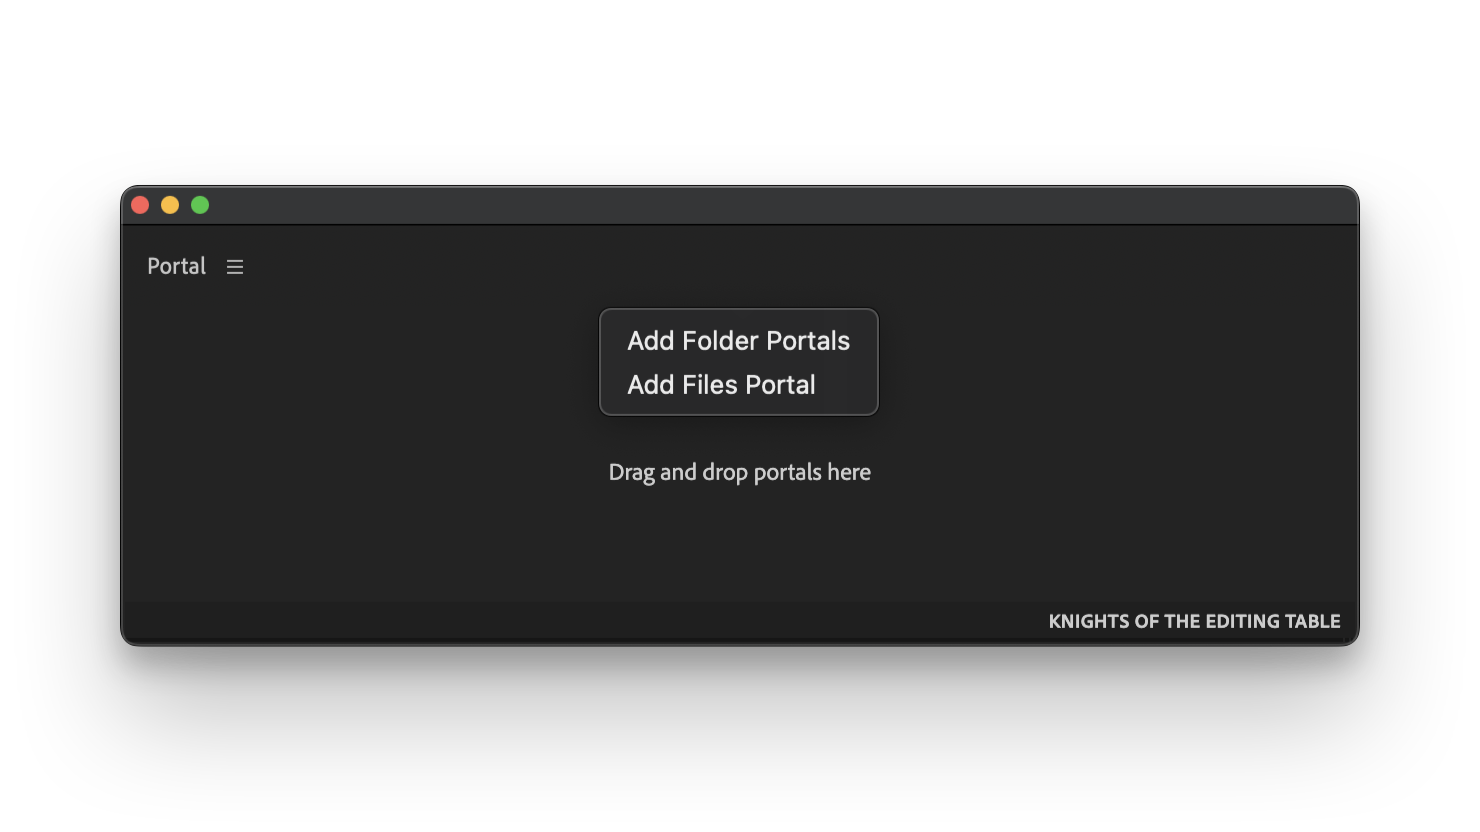 Portal
Add Folder Portals
Add Files Portal
Drag and drop portals here
KNIGHTS OF THE EDITING TABLE